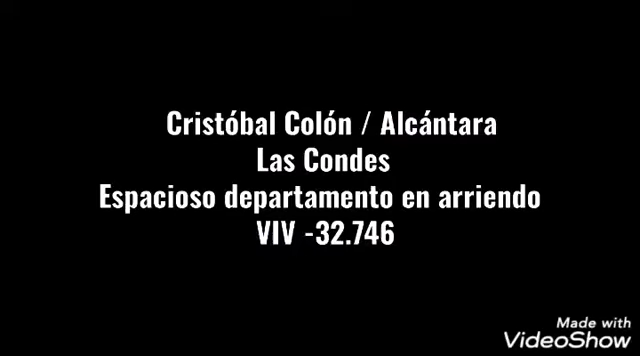 Cristóbal Colón / Alcántara
Las Condes
Espacioso departamento en arriendo
VIV -32.746
Made with
VideoShow